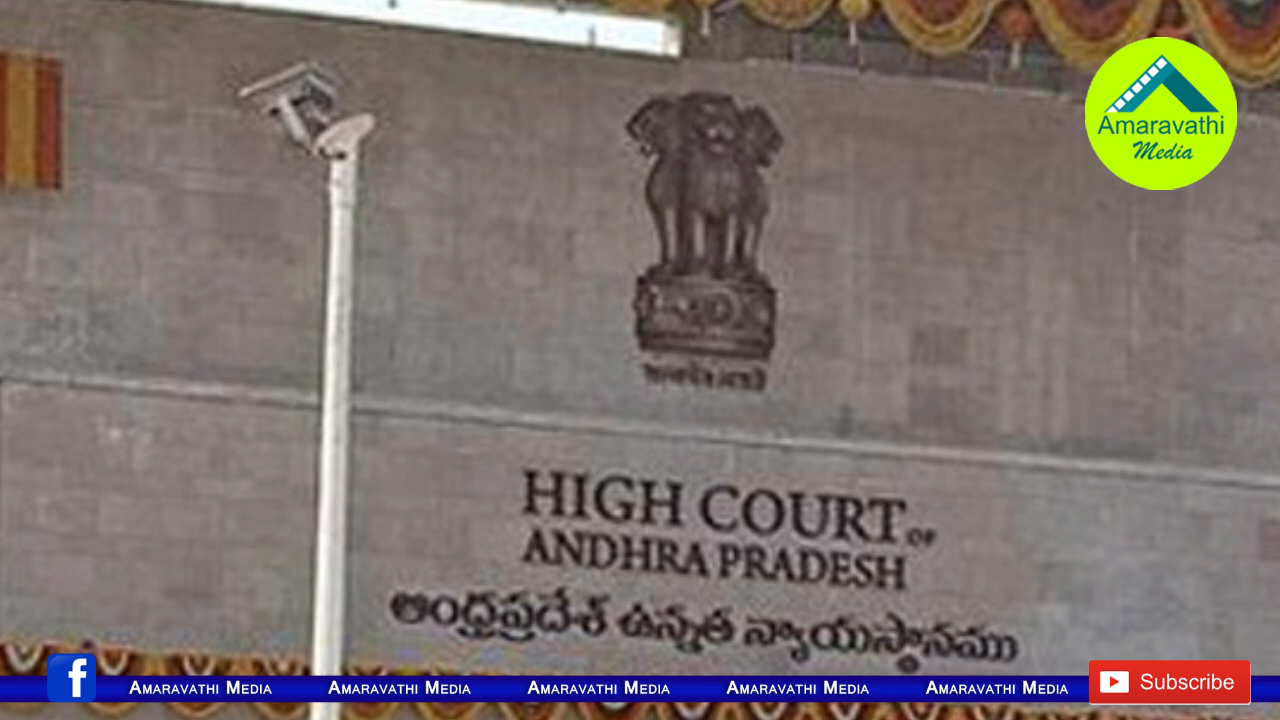 Amaravathi
Media
HIGH COURT OF
ANDHRA PRADESH
ఆంధ్రప్రదేశ్ ఉన్నత న్యాయస్థానము
AMARAVATHI MEDIA AMARAVATHI MEDIA AMARAVATHI MEDIA AMARAVATHI MEDIA AMARAVATHI MEDIA
Subscribe